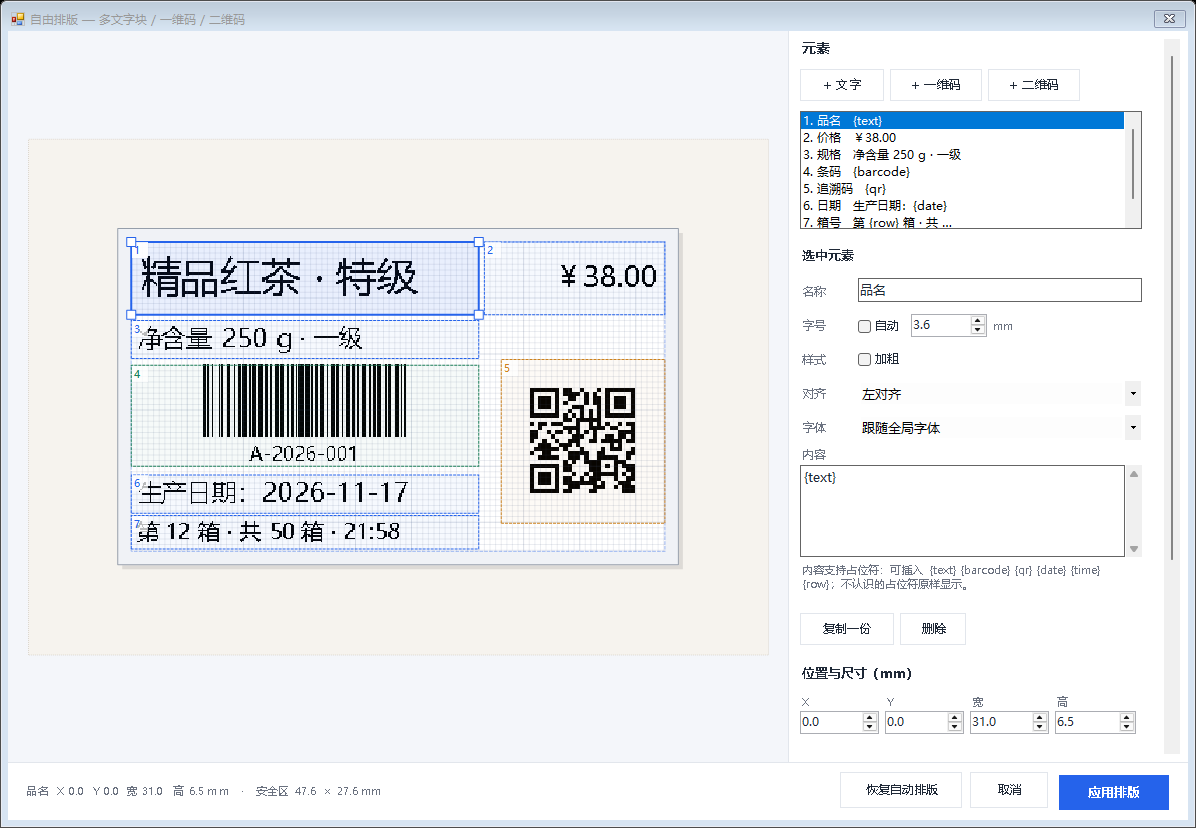 自由排版 — 多文字块 / 一维码 / 二维码
1
精品红茶 · 特级
2
¥ 38.00
3
净含量 250 g · 一级
4
A-2026-001
5
6
生产日期：2026-11-17
7
第 12 箱 · 共 50 箱 · 21:58
元素
+ 文字 + 一维码 + 二维码
1. 品名 {text}
2. 价格 ¥38.00
3. 规格 净含量 250 g · 一级
4. 条码 {barcode}
5. 追溯码 {qr}
6. 日期 生产日期：{date}
7. 箱号 第 {row} 箱 · 共 ...
选中元素
名称 品名
字号 自动 3.6 mm
样式 加粗
对齐 左对齐
字体 跟随全局字体
内容
{text}
内容支持占位符：可插入 {text} {barcode} {qr} {date} {time}
{row}；不认识的占位符原样显示。
复制一份 删除
位置与尺寸（mm）
X Y 宽 高
0.0 0.0 31.0 6.5
品名 X 0.0 Y 0.0 宽 31.0 高 6.5 mm · 安全区 47.6 × 27.6 mm
恢复自动排版 取消 应用排版